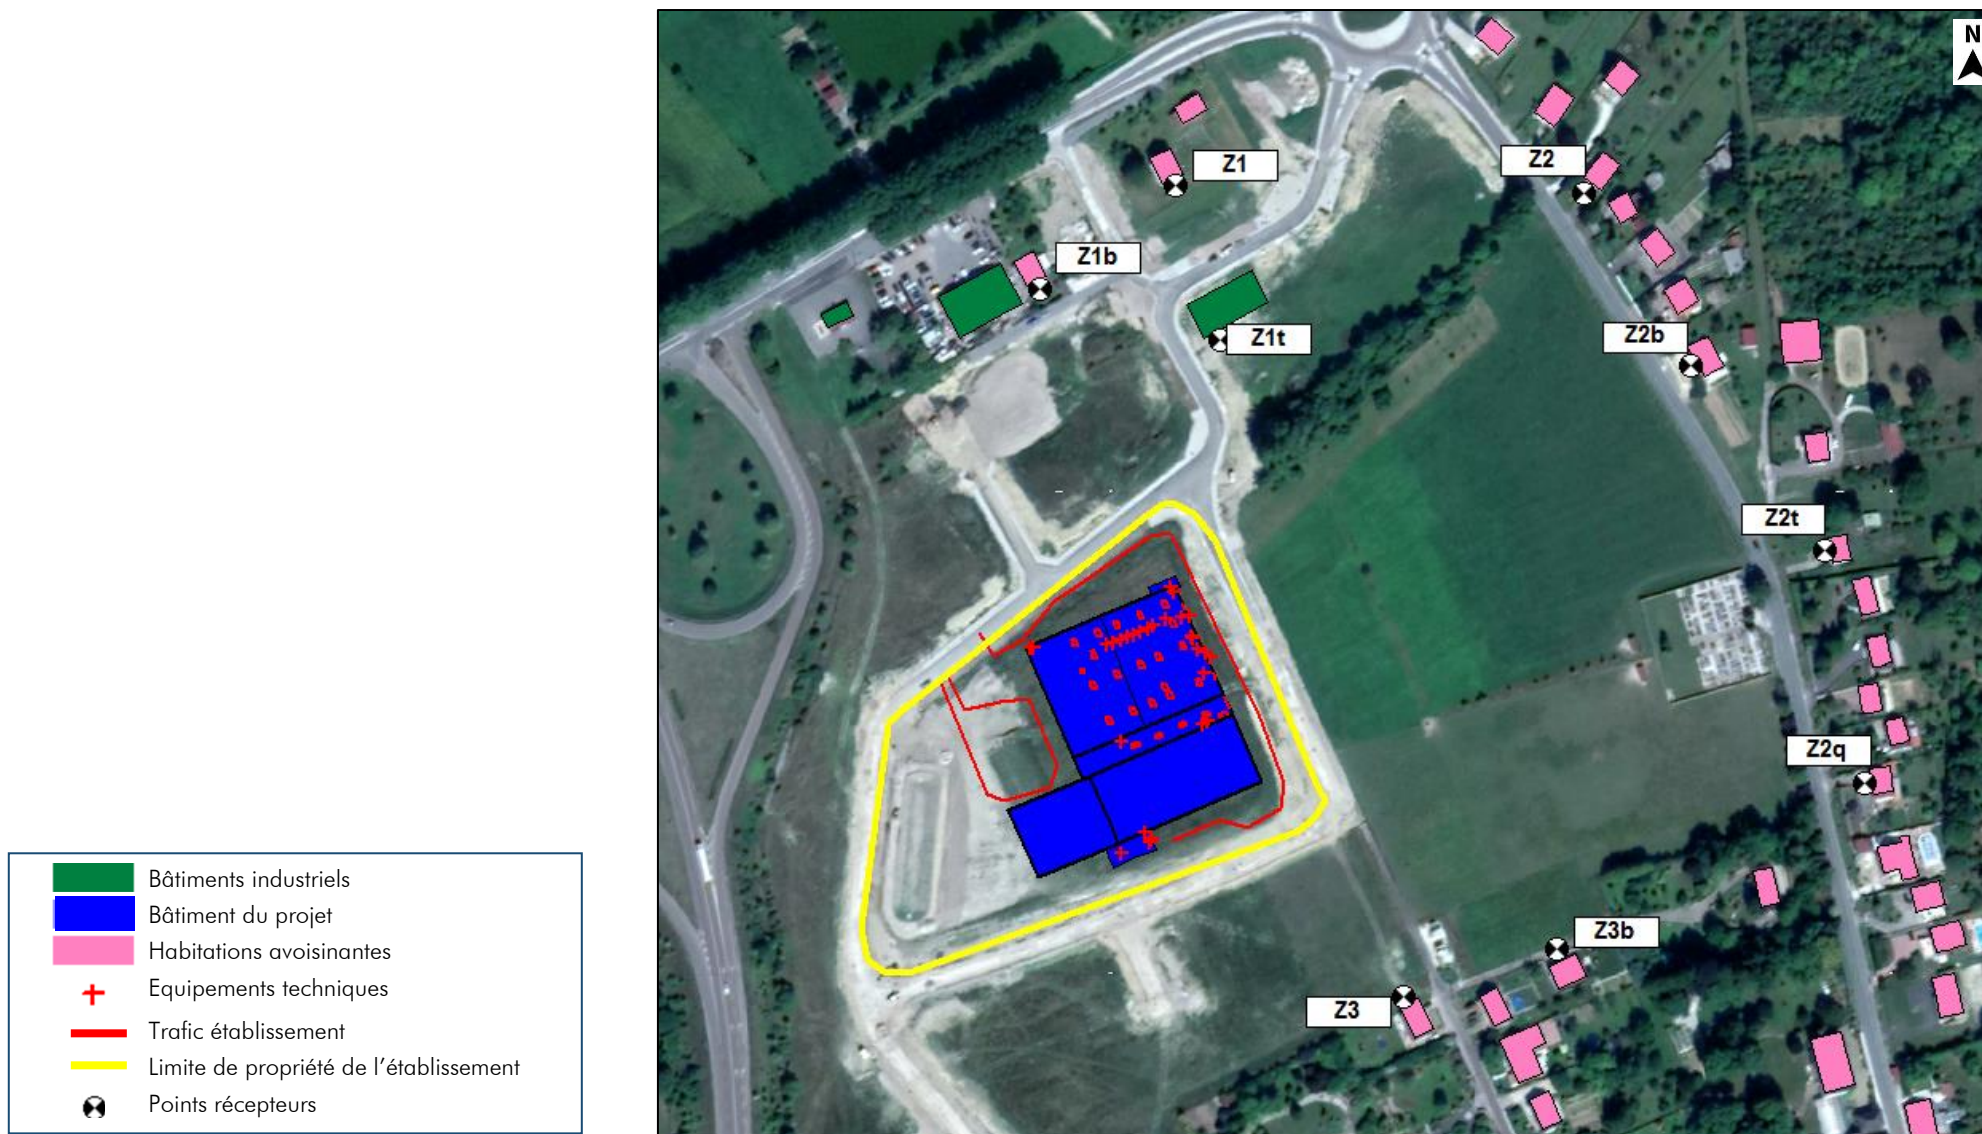 N
Z1
Z2
Z1b
Z1t
Z2b
Z2t
Z2q
Z3b
Z3
Bâtiments industriels
Bâtiment du projet
Habitations avoisinantes
Equipements techniques
Trafic établissement
Limite de propriété de l'établissement
Points récepteurs